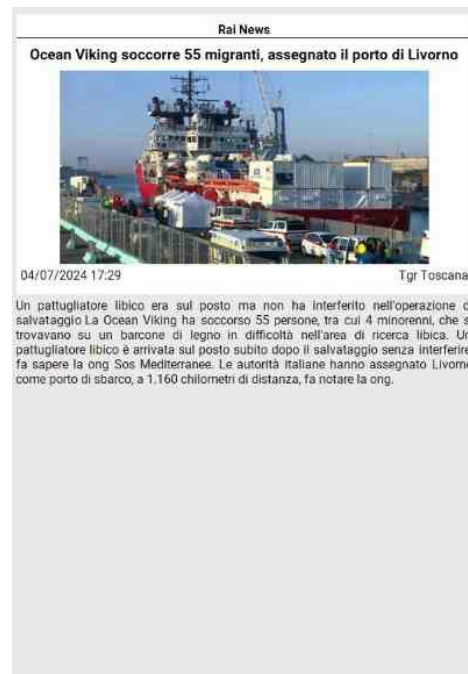 Rai News
Ocean Viking soccorre 55 migranti, assegnato il porto di Livorno
04/07/2024 17:29
Tgr Toscana
Un pattugliatore libico era sul posto ma non ha interferito nell'operazione d
salvataggio La Ocean Viking ha soccorso 55 persone, tra cui 4 minorenni, che s
trovavano su un barcone di legno in difficoltà nell'area di ricerca libica. Un
pattugliatore libico è arrivata sul posto subito dopo il salvataggio senza interferire
fa sapere la ong Sos Mediterranee. Le autorità italiane hanno assegnato Livorno
come porto di sbarco, a 1.160 chilometri di distanza, fa notare la ong.